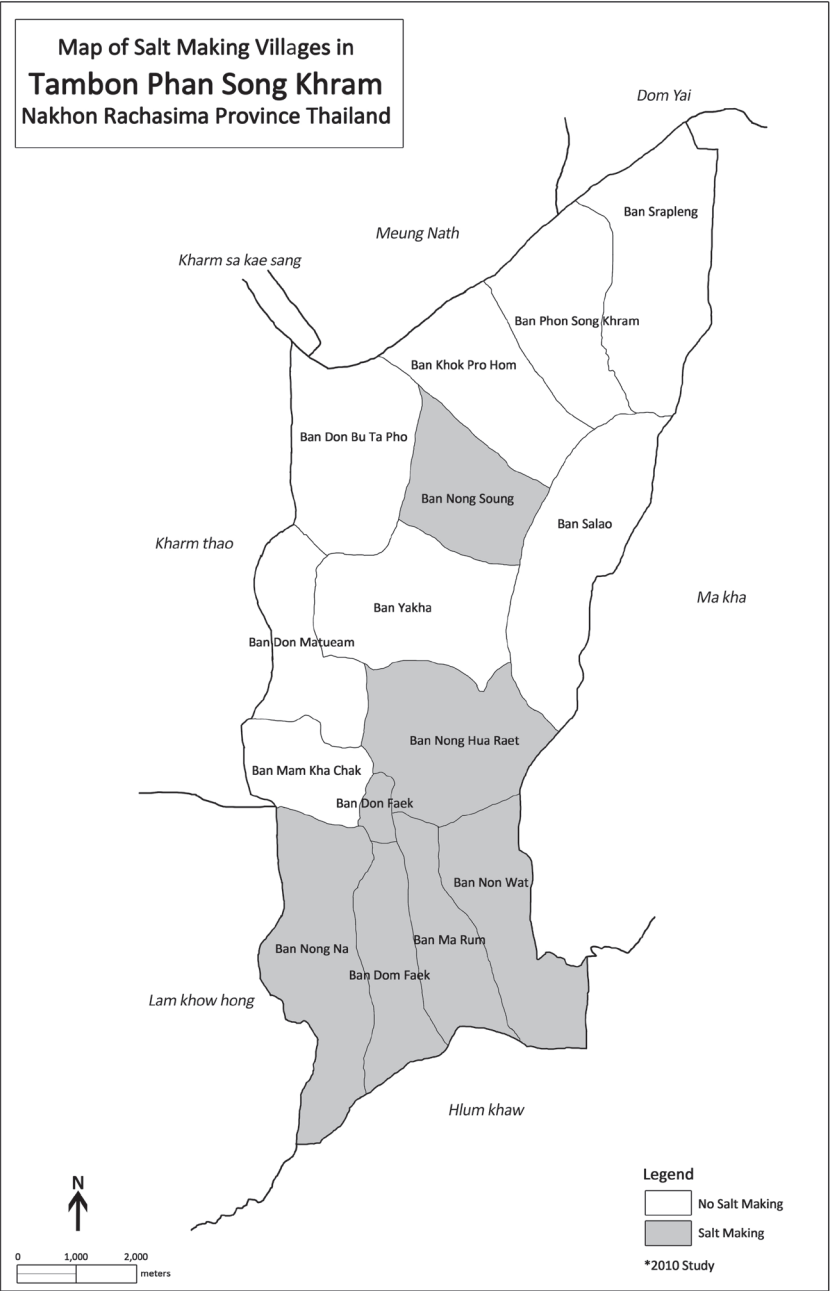 Map of Salt Making Villages in
Tambon Phan Song Khram
Nakhon Rachasima Province Thailand
Dom Yai
Ban Srapleng
Meung Nath
Kharm sa kae sang
Ban Phon Song Khram
Ban Khok Pro Hom
Ban Don Bu Ta Pho
Ban Nong Soung
Ban Salao
Kharm thao
Ma kha
Ban Yakha
Ban Don Matueam
Ban Nong Hua Raet
Ban Mam Kha Chak
Ban Don Faek
Ban Non Wat
Ban Ma Rum
Ban Nong Na
Ban Dom Faek
Lam khow hong
Hlum khaw
N
0 1,000 2,000
meters
Legend
No Salt Making
Salt Making
*2010 Study